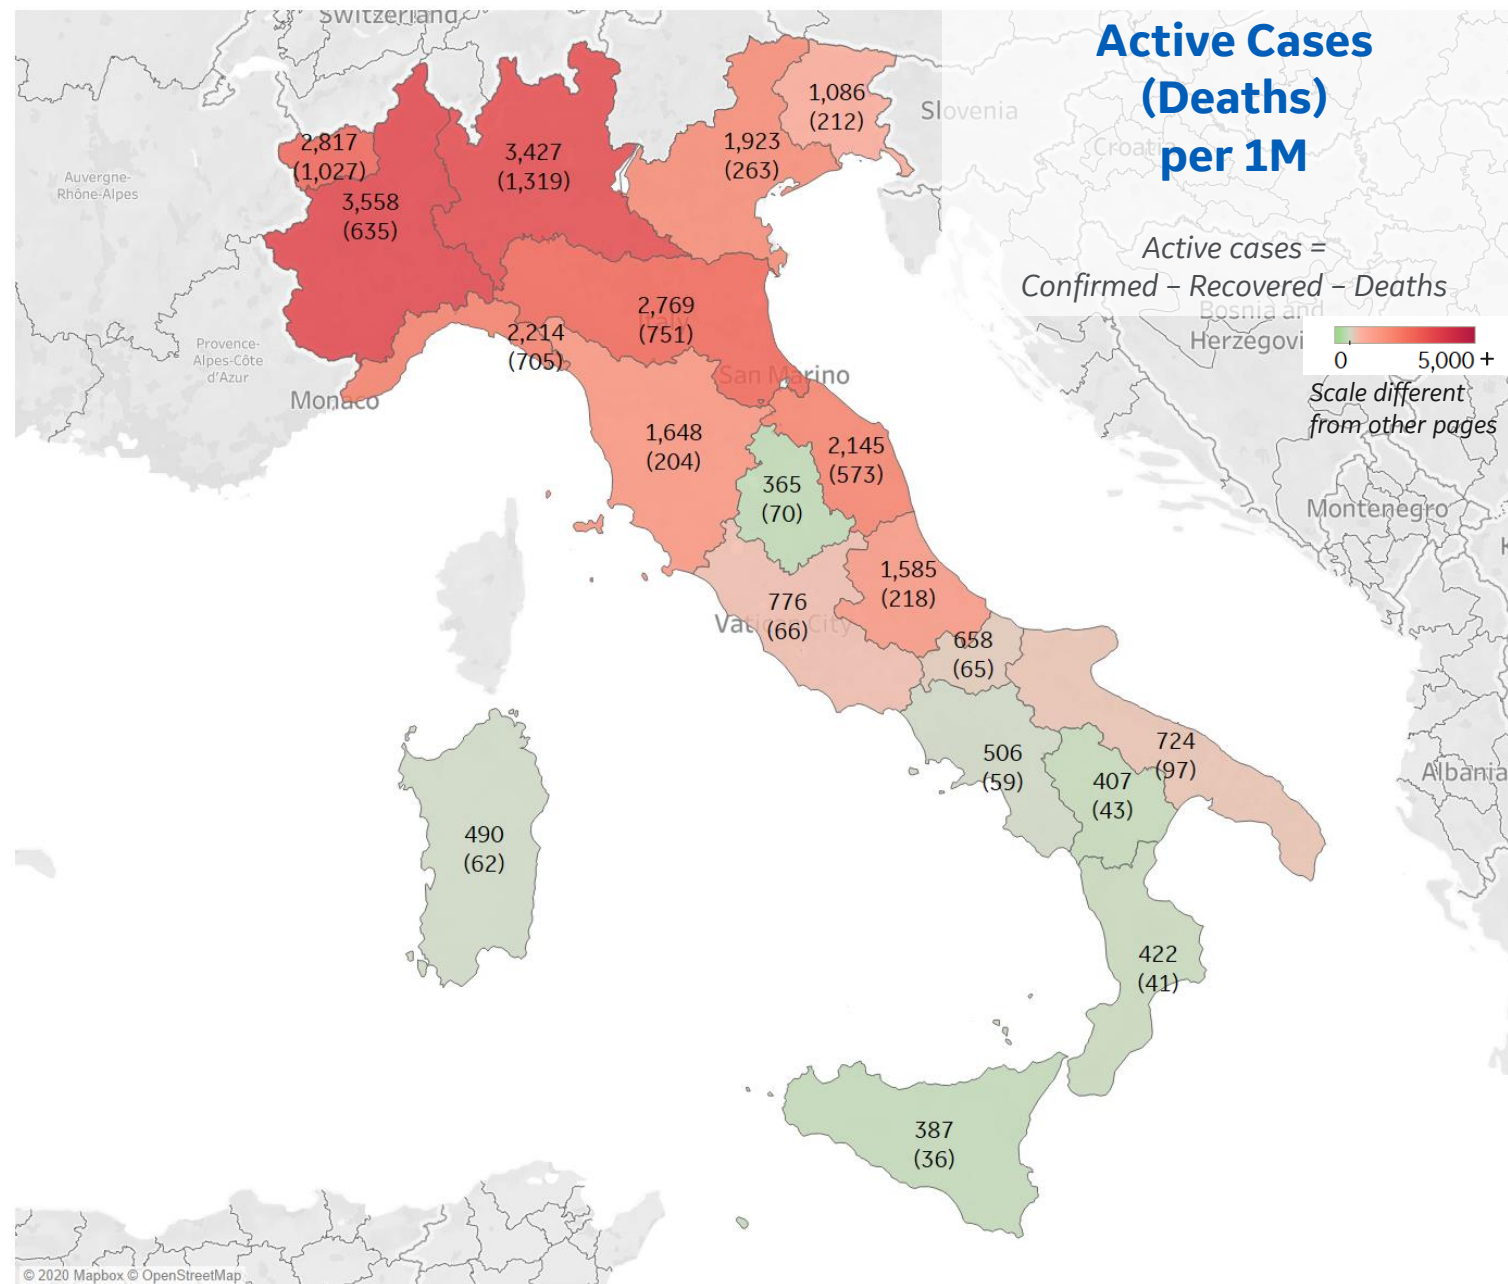 Switzerland
Active Cases
(Deaths)
per 1M
Active cases =
Confirmed – Recovered – Deaths
0
5,000 +
Scale different
from other pages
1,086
(212)
Slovenia
Croatia
2,817
(1,027)
3,427
(1,319)
1,923
(263)
Auvergne-
Rhône-Alpes
3,558
(635)
Bosnia and
Herzegovi
2,769
(751)
Italy
2,214
(705)
Provence-
Alpes-Côte
d'Azur
San Marino
Monaco
1,648
(204)
2,145
(573)
365
(70)
Montenegro
K
1,585
(218)
776
(66)
Vatican City
658
(65)
724
(97)
506
(59)
407
(43)
Albania
490
(62)
422
(41)
387
(36)
© 2020 Mapbox © OpenStreetMap